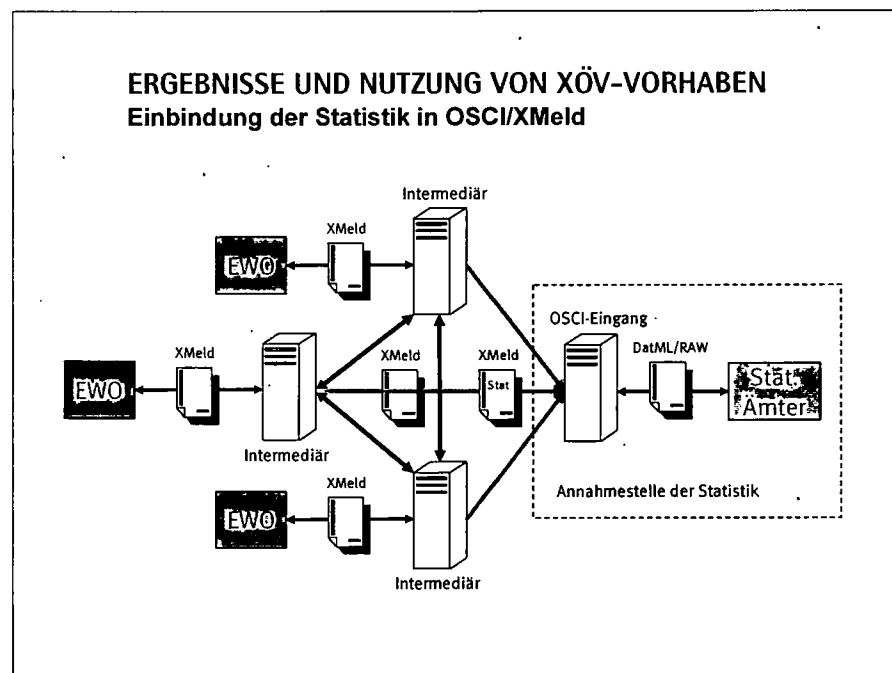 ERGEBNISSE UND NUTZUNG VON XÖV-VORHABEN
Einbindung der Statistik in OSCI/XMeld
Intermediär
XMeld
EWO
OSCI-Eingang
DatML/RAW
XMeld
XMeld
XMeld
Stat
EWO
Stat.
Ämter
Intermediär
XMeld
EWO
Annahmestelle der Statistik
Intermediär